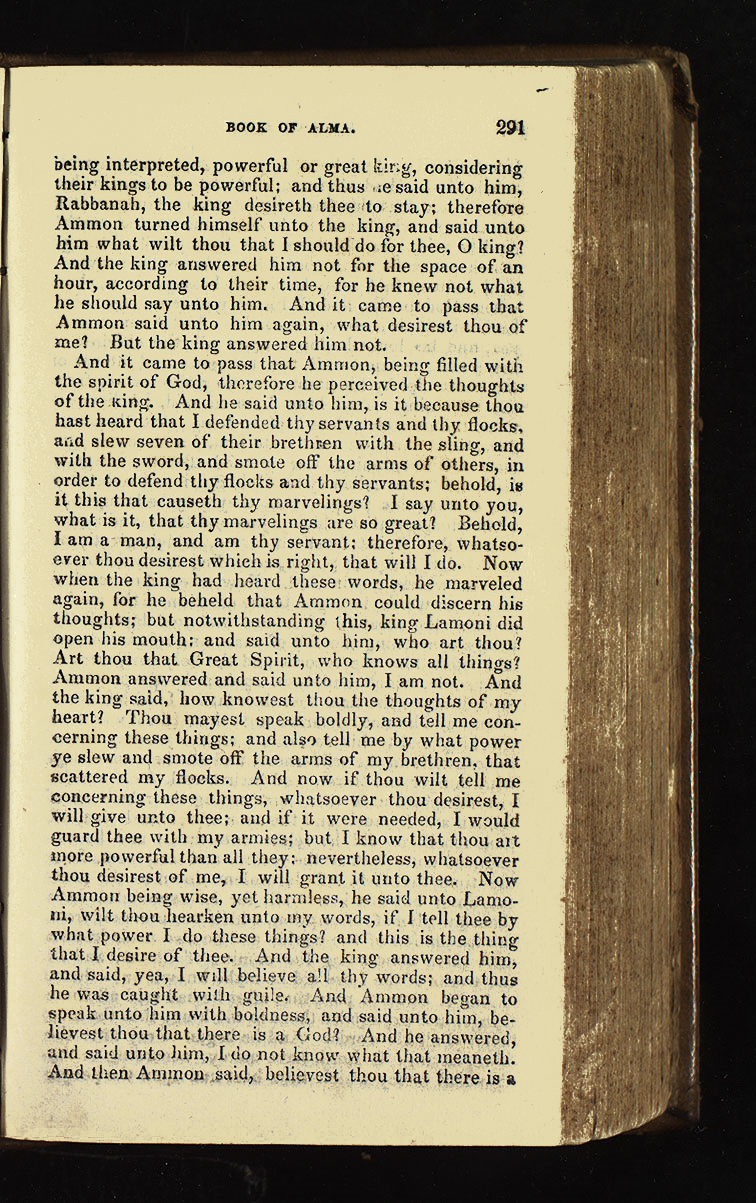 BOOK OF ALMA. 291
being interpreted, powerful or great king, considering
their kings to be powerful; and thus he said unto him,
Rabbanah, the king desireth thee to stay; therefore
Ammon turned himself unto the king, and said unto
him what wilt thou that I should do for thee, O king?
And the king answered him not for the space of an
hour, according to their time, for he knew not what
he should say unto him. And it came to pass that
Ammon said unto him again, what desirest thou of
me? But the king answered him not.
And it came to pass that Ammon, being filled with
the spirit of God, therefore he perceived the thoughts
of the king. And he said unto him, is it because thou
hast heard that I defended thy servants and thy flocks,
and slew seven of their brethren with the sling, and
with the sword, and smote off the arms of others, in
order to defend thy flocks and thy servants; behold, is
it this that causeth thy marvelings? I say unto you,
what is it, that thy marvelings are so great? Behold,
I am a man, and am thy servant; therefore, whatso-
ever thou desirest which is right, that will I do. Now
when the king had heard these words, he marveled
again, for he beheld that Ammon could discern his
thoughts; but notwithstanding this, king Lamoni did
open his mouth; and said unto him, who art thou?
Art thou that Great Spirit, who knows all things?
Ammon answered and said unto him, I am not. And
the king said, how knowest thou the thoughts of my
heart? Thou mayest speak boldly, and tell me con-
cerning these things; and also tell me by what power
ye slew and smote off the arms of my brethren, that
scattered my flocks. And now if thou wilt tell me
concerning these things, whatsoever thou desirest, I
will give unto thee; and if it were needed, I would
guard thee with my armies; but I know that thou art
more powerful than all they: nevertheless, whatsoever
thou desirest of me, I will grant it unto thee. Now
Ammon being wise, yet harmless, he said unto Lamo-
ni, wilt thou hearken unto my words, if I tell thee by
what power I do these things? and this is the thing
that I desire of thee. And the king answered him,
and said, yea, I will believe all thy words; and thus
he was caught with guile. And Ammon began to
speak unto him with boldness, and said unto him, be-
lievest thou that there is a God? And he answered,
and said unto him, I do not know what that meaneth.
And then Ammon said, believest thou that there is a